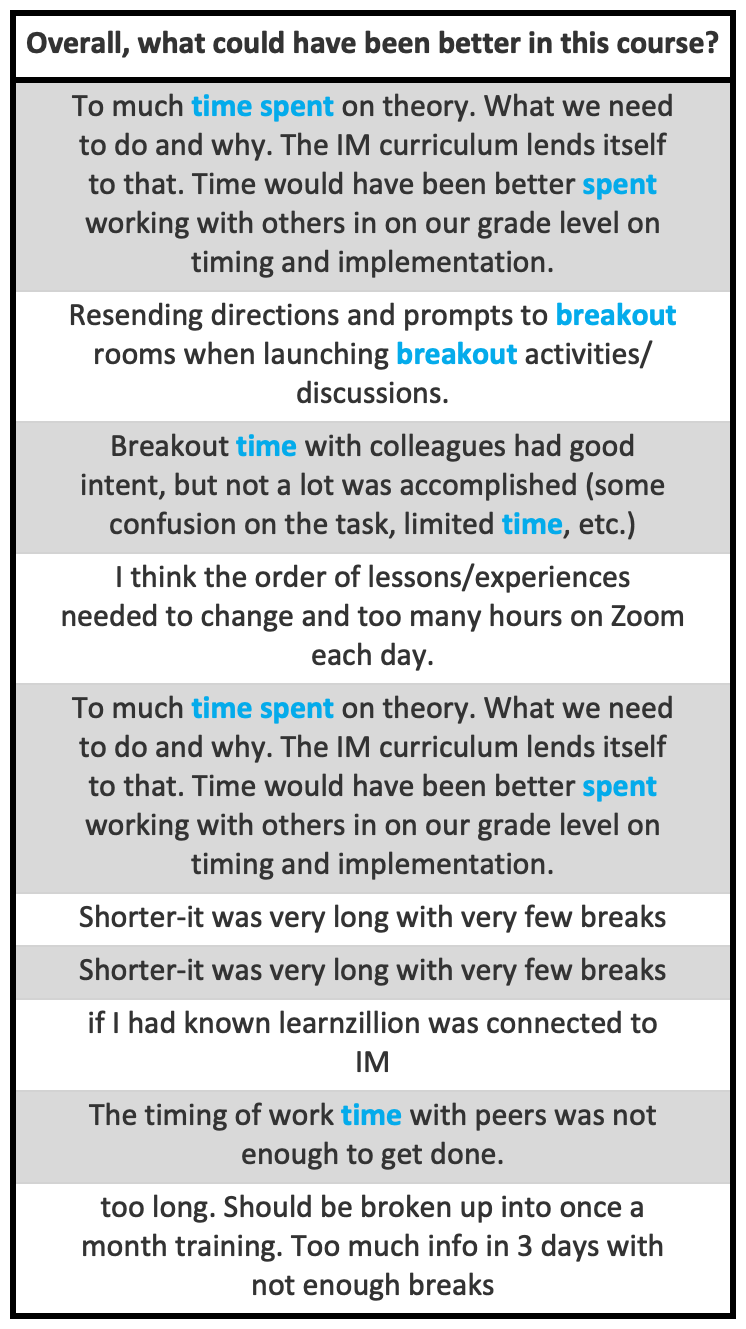 Overall, what could have been better in this course?
To much time spent on theory. What we need
to do and why. The IM curriculum lends itself
to that. Time would have been better spent
working with others in on our grade level on
timing and implementation.
Resending directions and prompts to breakout
rooms when launching breakout activities/
discussions.
Breakout time with colleagues had good
intent, but not a lot was accomplished (some
confusion on the task, limited time, etc.)
I think the order of lessons/experiences
needed to change and too many hours on Zoom
each day.
To much time spent on theory. What we need
to do and why. The IM curriculum lends itself
to that. Time would have been better spent
working with others in on our grade level on
timing and implementation.
Shorter-it was very long with very few breaks
Shorter-it was very long with very few breaks
if I had known learnzillion was connected to
IM
The timing of work time with peers was not
enough to get done.
too long. Should be broken up into once a
month training. Too much info in 3 days with
not enough breaks